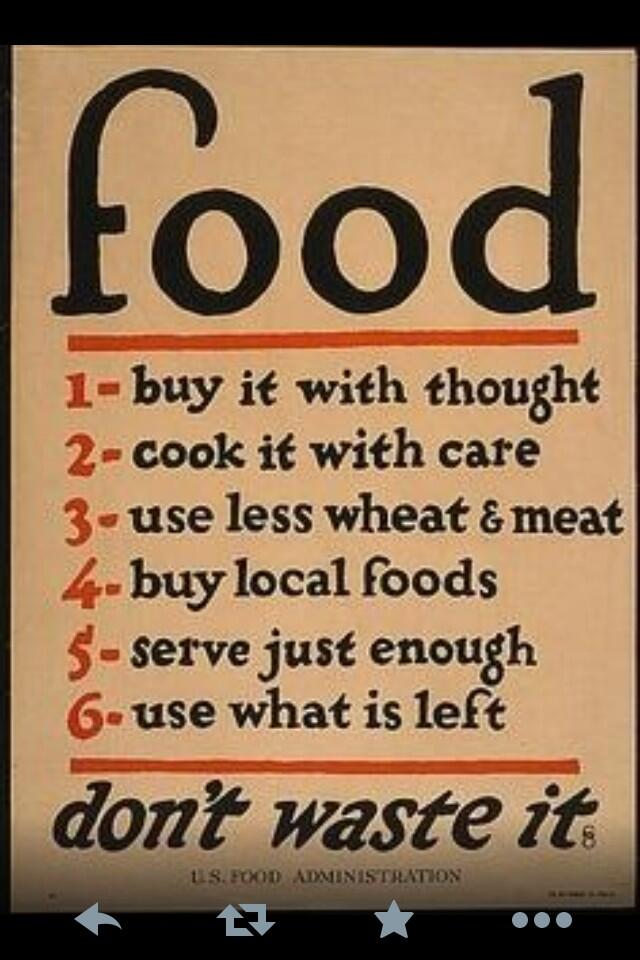 food
1- buy it with thought
2- cook it with care
3- use less wheat & meat
4- buy local foods
5- serve just enough
6- use what is left
don't waste it
U.S. FOOD ADMINISTRATION